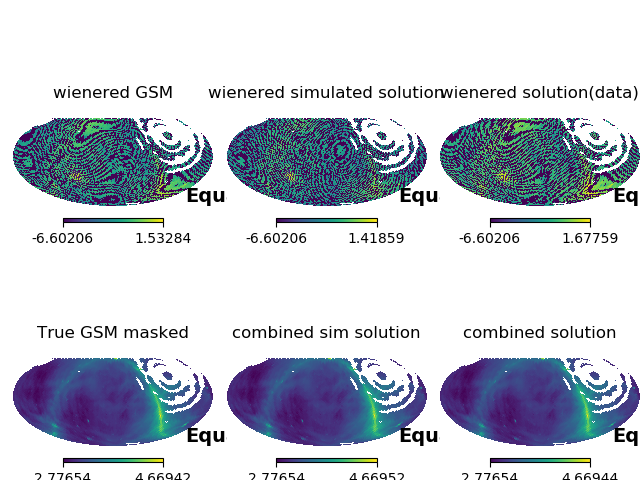 wienered GSM
wienered simulated solution
wienered solution(data)
Equ
Equ
Eq
-6.60206 1.53284
-6.60206 1.41859
-6.60206 1.67759
True GSM masked
combined sim solution
combined solution
Equ
Equ
Eq
2.77654 4.66942
2.77654 4.66952
2.77654 4.66944